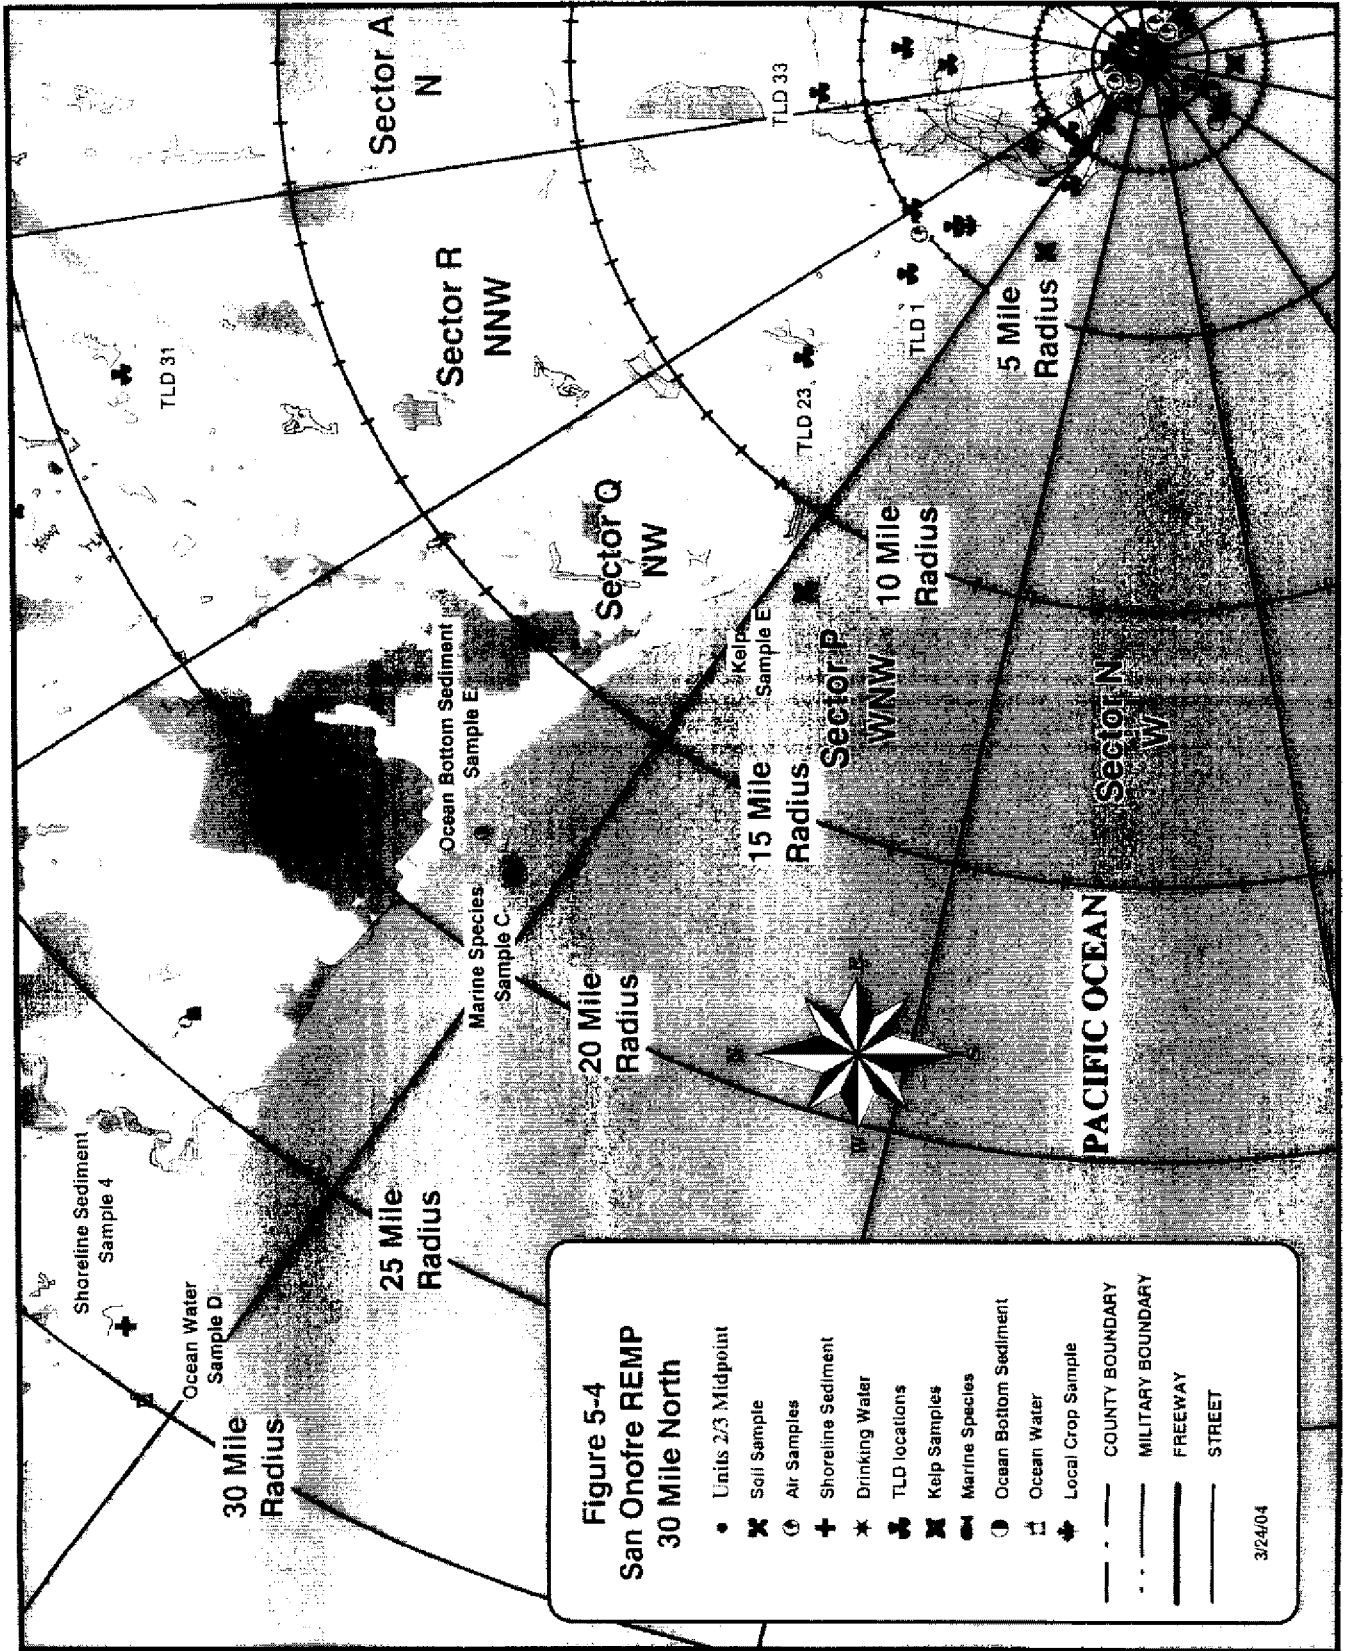 Sector A
N
TLD 33
Sector R
NNW
TLD 31
TLD 1
5 Mile
Radius
TLD 23
Sector Q
NW
10 Mile
Radius
Kelp
Sample E
Sector P
WNW
Sector N
W
Ocean Bottom Sediment
Sample E
15 Mile
Radius
Marine Species
Sample C
20 Mile
Radius
PACIFIC OCEAN
N
E
S
W
Shoreline Sediment
Sample 4
25 Mile
Radius
Ocean Water
Sample D
30 Mile
Radius
Figure 5-4
San Onofre REMP
30 Mile North
Units 2/3 Midpoint
Soil Sample
Air Samples
Shoreline Sediment
Drinking Water
TLD locations
Kelp Samples
Marine Species
Ocean Bottom Sediment
Ocean Water
Local Crop Sample
COUNTY BOUNDARY
MILITARY BOUNDARY
FREEWAY
STREET
3/24/04